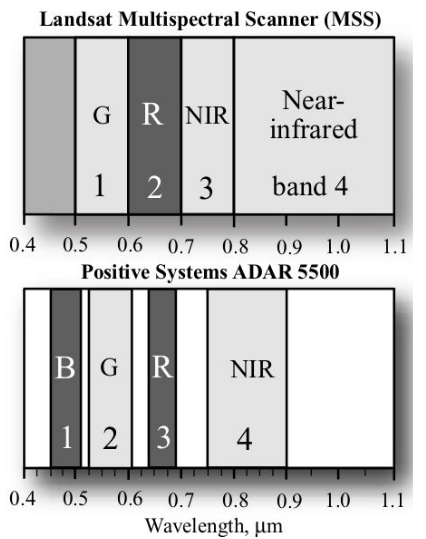 Landsat Multispectral Scanner (MSS)
G R NIR Near-
infrared
1 2 3 band 4
0.4 0.5 0.6 0.7 0.8 0.9 1.0 1.1
Positive Systems ADAR 5500
B G R NIR
1 2 3 4
0.4 0.5 0.6 0.7 0.8 0.9 1.0 1.1
Wavelength, μm